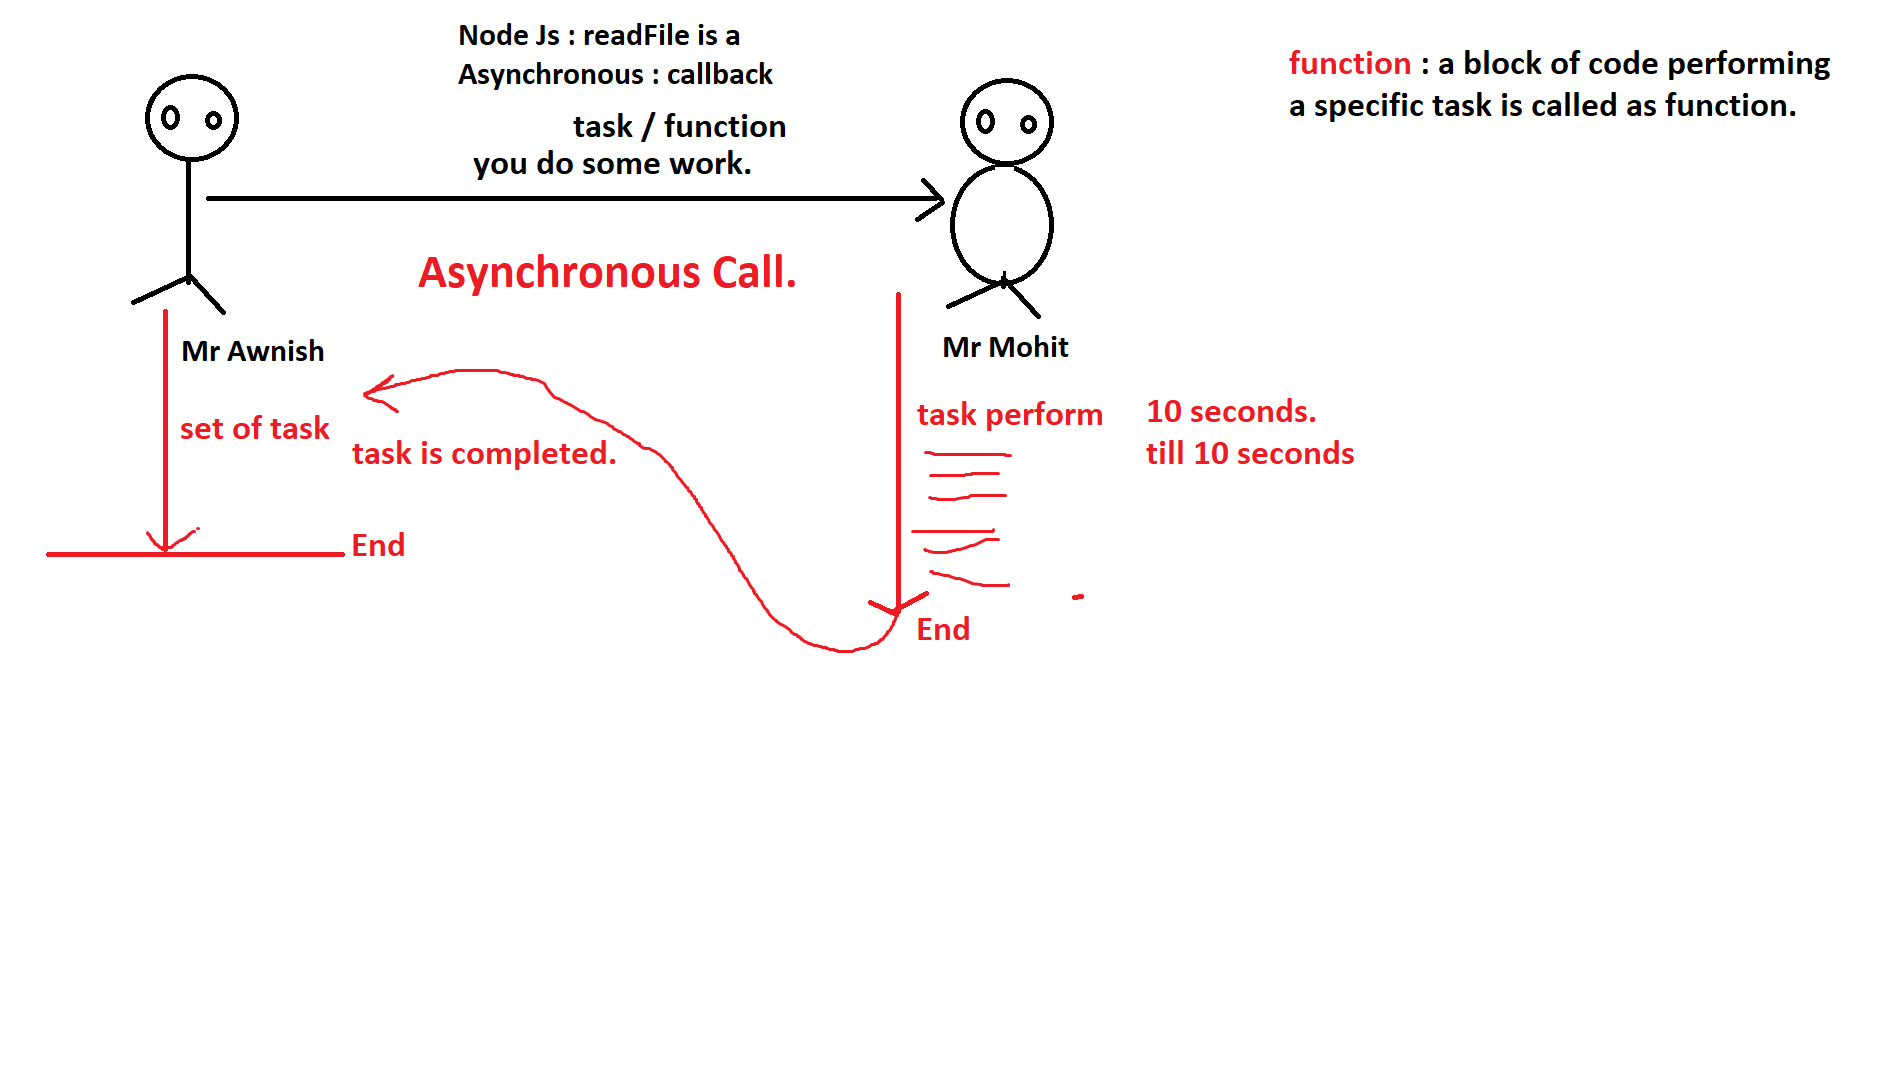 Node Js : readFile is a
Asynchronous : callback
task / function
you do some work.
function : a block of code performing
a specific task is called as function.
Asynchronous Call.
Mr Awnish
Mr Mohit
set of task
task is completed.
End
task perform
10 seconds.
till 10 seconds
End